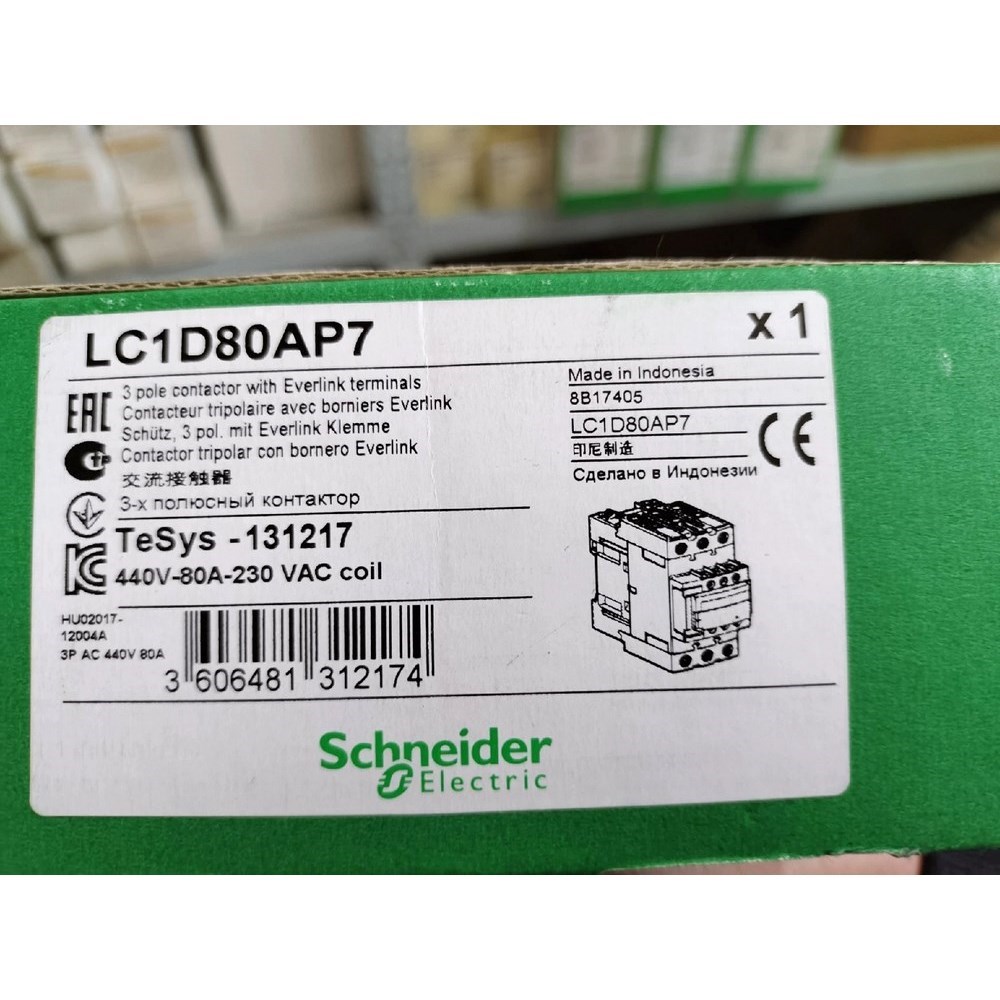 LC1D80AP7
x 1
EAC
3 pole contactor with Everlink terminals
Contacteur tripolaire avec borniers Everlink
Schütz, 3 pol. mit Everlink Klemme
Contactor tripolar con bornero Everlink
交流接触器
3-х полюсный контактор
Made in Indonesia
8B17405
LC1D80AP7
印尼制造
Сделано в Индонезии
CE
TeSys - 131217
440V-80A-230 VAC coil
HU02017-
12004A
3P AC 440V 80A
3 606481 312174
Schneider
Electric